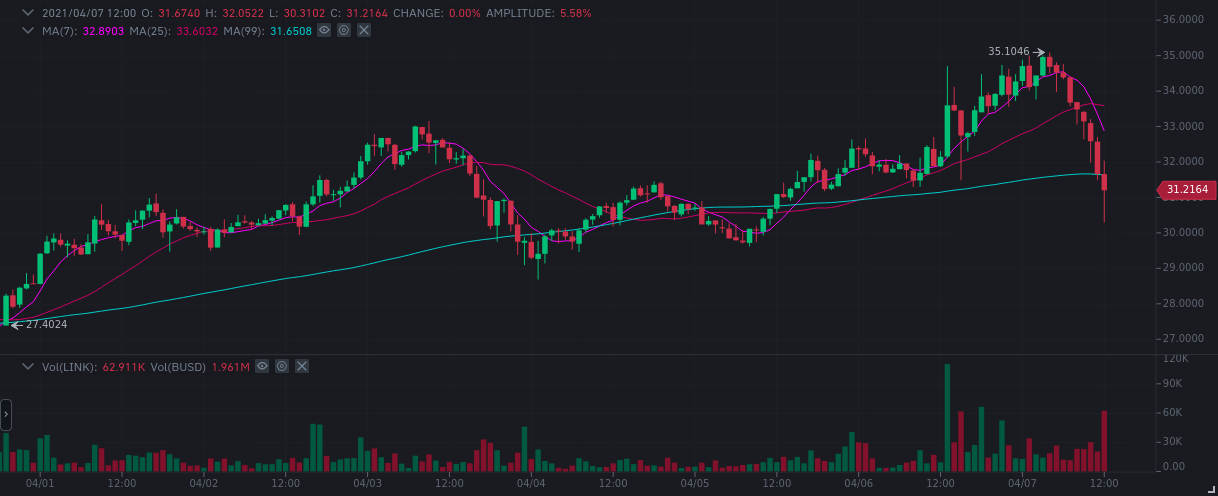 2021/04/07 12:00 O: 31.6740 H: 32.0522 L: 30.3102 C: 31.2164 CHANGE: 0.00% AMPLITUDE: 5.58%
MA(7): 32.8903 MA(25): 33.6032 MA(99): 31.6508
36.0000
35.1046
35.0000
34.0000
33.0000
32.0000
31.2164
30.0000
29.0000
28.0000
27.4024
27.0000
Vol(LINK): 62.911K Vol(BUSD) 1.961M
120K
90K
60K
30K
0.00
04/01 12:00 04/02 12:00 04/03 12:00 04/04 12:00 04/05 12:00 04/06 12:00 04/07 12:00